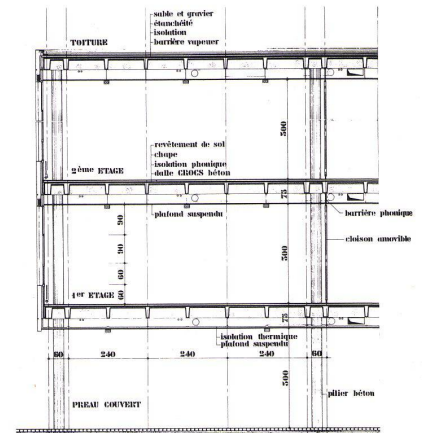 sable et gravier
étanchéité
isolation
barrière vapeuer
TOITURE
500
revêtement de sol
chape
isolation phonique
dalle CROCS béton
2ème ETAGE
75
plafond suspendu
barrière phonique
90
90
60
60
500
cloison amovible
1er ETAGE
75
isolation thermique
plafond suspendu
60
240
240
240
60
500
pilier béton
PREAU COUVERT